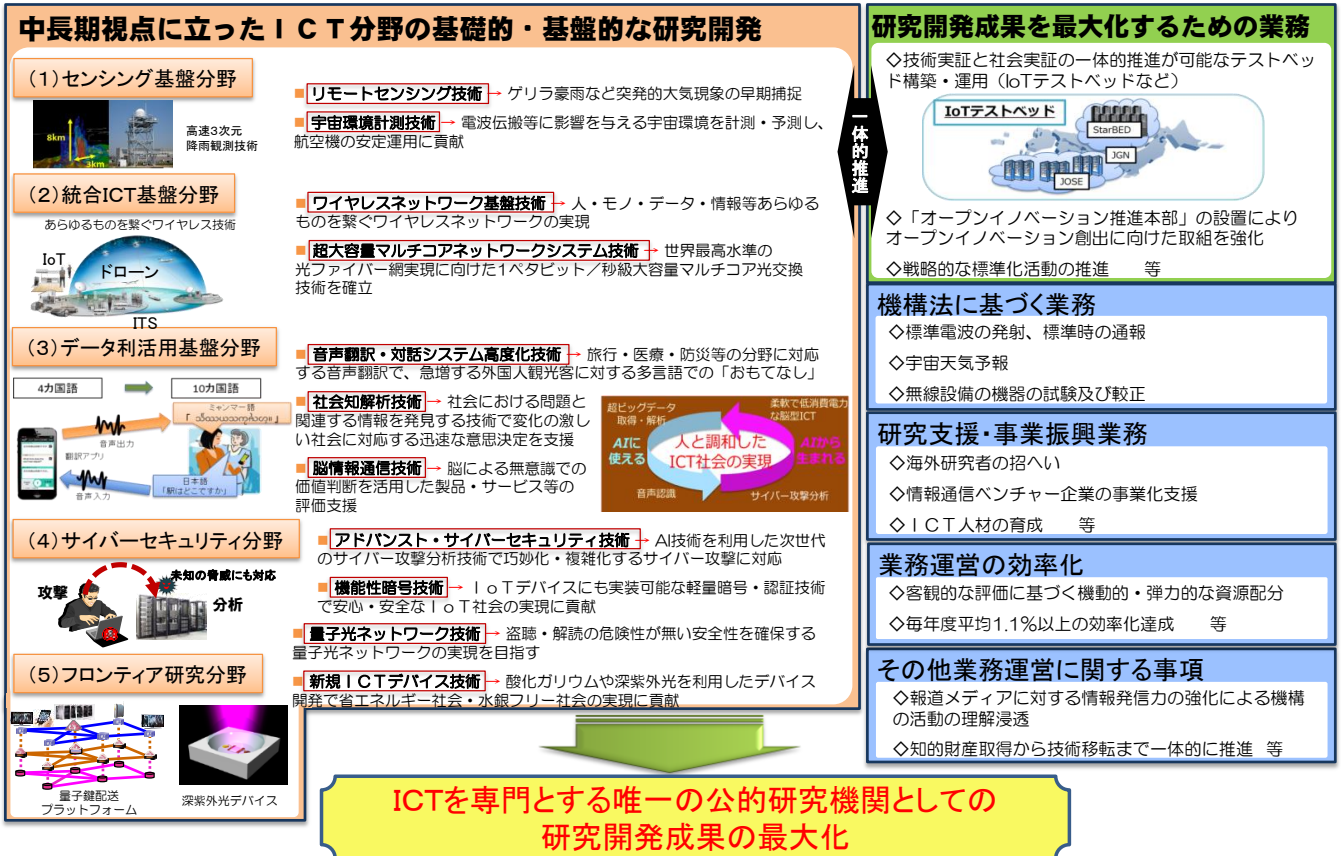 中長期視点に立ったＩＣＴ分野の基礎的・基盤的な研究開発
(1)センシング基盤分野
8km
3km
高速3次元
降雨観測技術
■リモートセンシング技術→ ゲリラ豪雨など突発的大気現象の早期捕捉
■宇宙環境計測技術→ 電波伝搬等に影響を与える宇宙環境を計測・予測し、
航空機の安定運用に貢献
(2)統合ICT基盤分野
あらゆるものを繋ぐワイヤレス技術
IoT
ドローン
ITS
■ワイヤレスネットワーク基盤技術→ 人・モノ・データ・情報等あらゆる
ものを繋ぐワイヤレスネットワークの実現
■超大容量マルチコアネットワークシステム技術→ 世界最高水準の
光ファイバー網実現に向けた1ペタビット／秒級大容量マルチコア光交換
技術を確立
(3)データ利活用基盤分野
4カ国語
10カ国語
ミャンマー語
音声出力
翻訳アプリ
日本語
「駅はどこですか」
音声入力
■音声翻訳・対話システム高度化技術→ 旅行・医療・防災等の分野に対応
する音声翻訳で、急増する外国人観光客に対する多言語での「おもてなし」
■社会知解析技術→ 社会における問題と
関連する情報を発見する技術で変化の激し
い社会に対応する迅速な意思決定を支援
■脳情報通信技術→ 脳による無意識での
価値判断を活用した製品・サービス等の
評価支援
超ビッグデータ
取得・解析
柔軟で低消費電力
な脳型ICT
AIに
使える
人と調和した
ICT社会の実現
AIから
生まれる
音声認識
サイバー攻撃分析
(4)サイバーセキュリティ分野
未知の脅威にも対応
攻撃
分析
■アドバンスト・サイバーセキュリティ技術→ AI技術を利用した次世代
のサイバー攻撃分析技術で巧妙化・複雑化するサイバー攻撃に対応
■機能性暗号技術→ ＩｏＴデバイスにも実装可能な軽量暗号・認証技術
で安心・安全なＩｏＴ社会の実現に貢献
■量子光ネットワーク技術→ 盗聴・解読の危険性が無い安全性を確保する
量子光ネットワークの実現を目指す
(5)フロンティア研究分野
■新規ＩＣＴデバイス技術→ 酸化ガリウムや深紫外光を利用したデバイス
開発で省エネルギー社会・水銀フリー社会の実現に貢献
量子鍵配送
プラットフォーム
深紫外光デバイス
一体的推進
研究開発成果を最大化するための業務
◇技術実証と社会実証の一体的推進が可能なテストベッ
ド構築・運用（IoTテストベッドなど）
IoTテストベッド
StarBED
JGN
JOSE
◇「オープンイノベーション推進本部」の設置により
オープンイノベーション創出に向けた取組を強化
◇戦略的な標準化活動の推進　　等
機構法に基づく業務
◇標準電波の発射、標準時の通報
◇宇宙天気予報
◇無線設備の機器の試験及び較正
研究支援・事業振興業務
◇海外研究者の招へい
◇情報通信ベンチャー企業の事業化支援
◇ＩＣＴ人材の育成　　等
業務運営の効率化
◇客観的な評価に基づく機動的・弾力的な資源配分
◇毎年度平均1.1％以上の効率化達成　　等
その他業務運営に関する事項
◇報道メディアに対する情報発信力の強化による機構
の活動の理解浸透
◇知的財産取得から技術移転まで一体的に推進　等
ICTを専門とする唯一の公的研究機関としての
研究開発成果の最大化